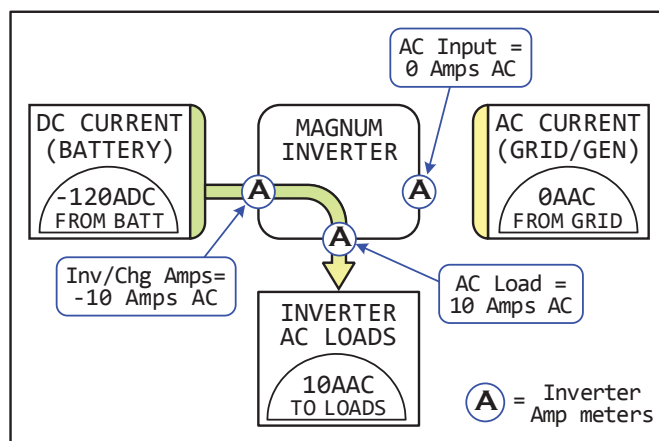 AC Input =
0 Amps AC
DC CURRENT
(BATTERY)
-120ADC
FROM BATT
MAGNUM
INVERTER
AC CURRENT
(GRID/GEN)
0AAC
FROM GRID
A
A
A
Inv/Chg Amps=
-10 Amps AC
AC Load =
10 Amps AC
INVERTER
AC LOADS
10AAC
TO LOADS
A = Inverter
Amp meters